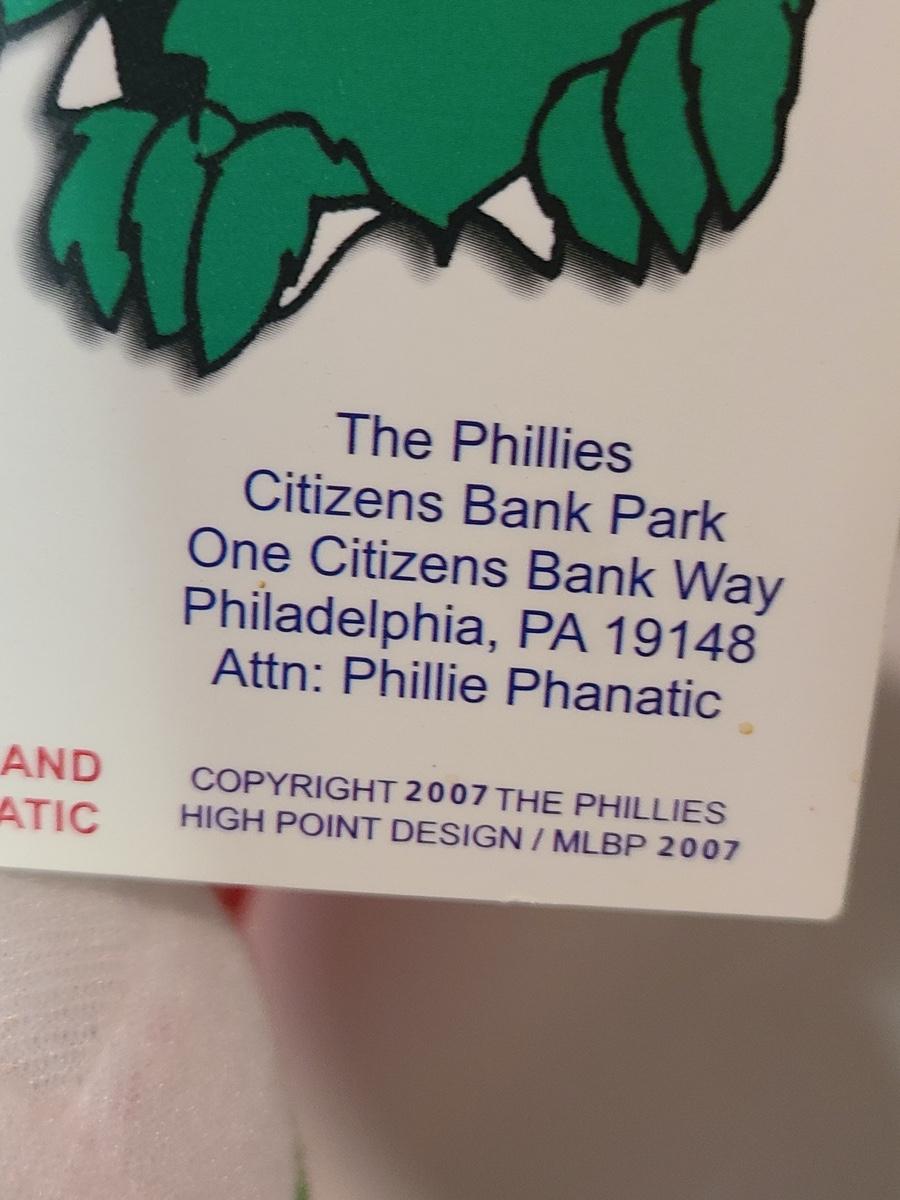 The Phillies
Citizens Bank Park
One Citizens Bank Way
Philadelphia, PA 19148
Attn: Phillie Phanatic
AND
ATIC
COPYRIGHT 2007 THE PHILLIES
HIGH POINT DESIGN / MLBP 2007